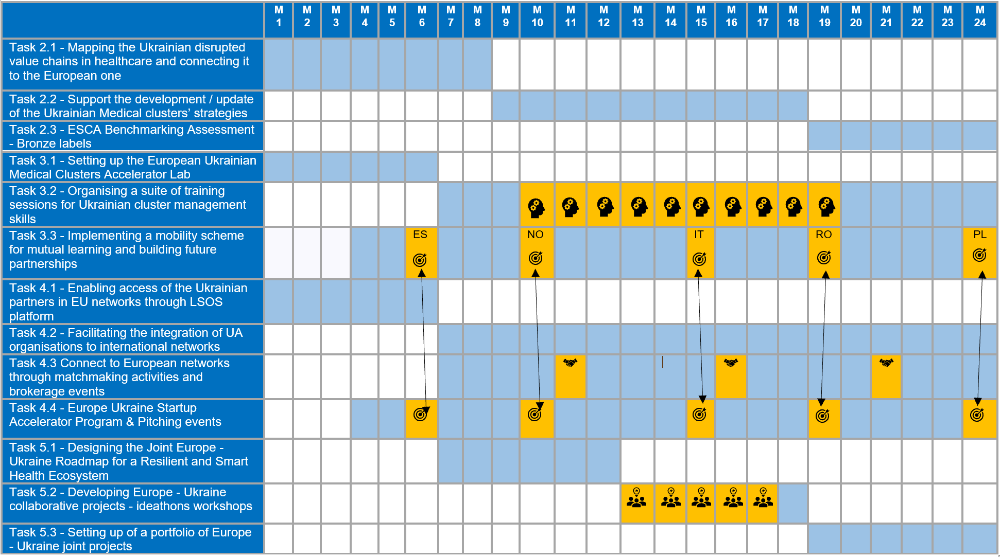 M M M M M M M M M M M M M M M M M M M M M M M M
1 2 3 4 5 6 7 8 9 10 11 12 13 14 15 16 17 18 19 20 21 22 23 24
Task 2.1 - Mapping the Ukrainian disrupted
value chains in healthcare and connecting it
to the European one
Task 2.2 - Support the development / update
of the Ukrainian Medical clusters’ strategies
Task 2.3 - ESCA Benchmarking Assessment
- Bronze labels
Task 3.1 - Setting up the European Ukrainian
Medical Clusters Accelerator Lab
Task 3.2 - Organising a suite of training
sessions for Ukrainian cluster management
skills
Task 3.3 - Implementing a mobility scheme
for mutual learning and building future
partnerships
ES NO IT RO PL
Task 4.1 - Enabling access of the Ukrainian
partners in EU networks through LSOS
platform
Task 4.2 - Facilitating the integration of UA
organisations to international networks
Task 4.3 Connect to European networks
through matchmaking activities and
brokerage events
Task 4.4 - Europe Ukraine Startup
Accelerator Program & Pitching events
Task 5.1 - Designing the Joint Europe -
Ukraine Roadmap for a Resilient and Smart
Health Ecosystem
Task 5.2 - Developing Europe - Ukraine
collaborative projects - ideathons workshops
Task 5.3 - Setting up of a portfolio of Europe
- Ukraine joint projects